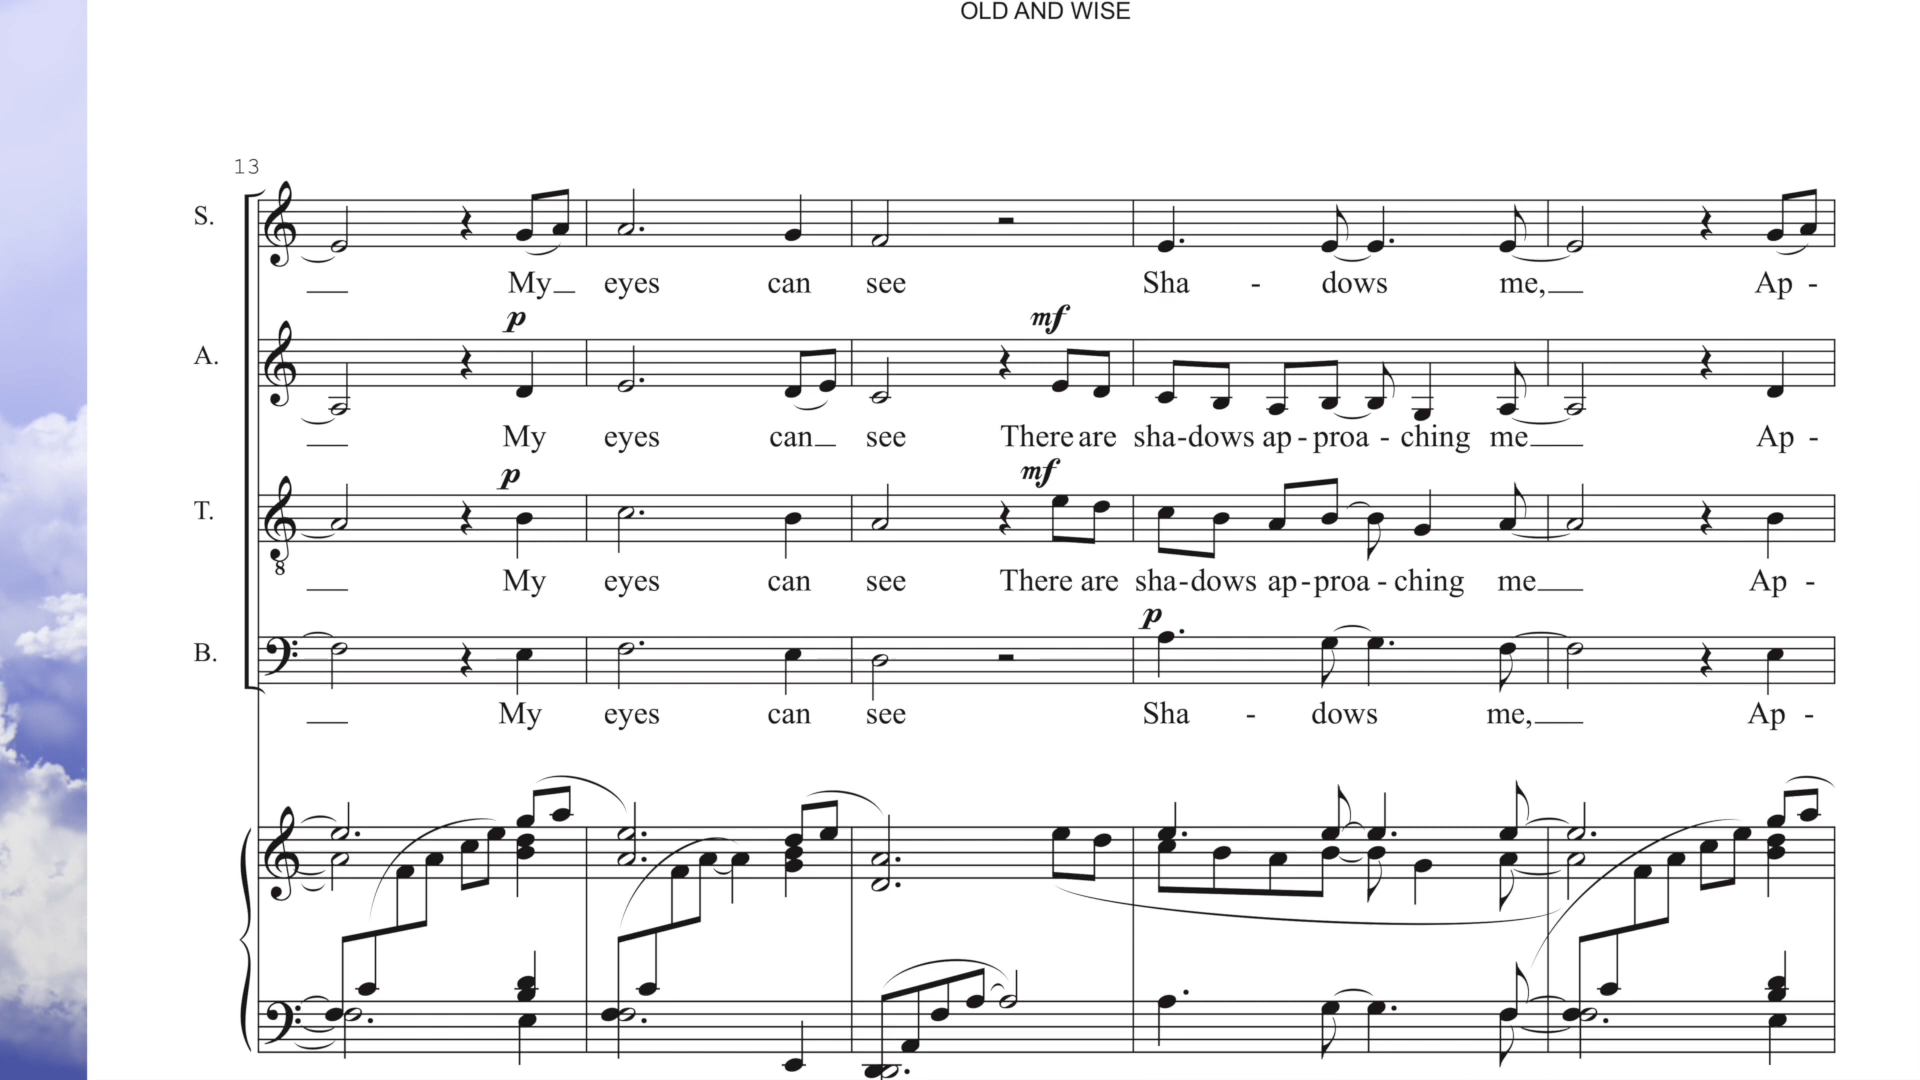 OLD AND WISE
13
S.
My eyes can see Sha - dows me, Ap -
p mf
A.
My eyes can see There are sha-dows ap - proa - ching me Ap -
p mf
T.
8
My eyes can see There are sha-dows ap-proa - ching me Ap -
p
B.
My eyes can see Sha - dows me, Ap -